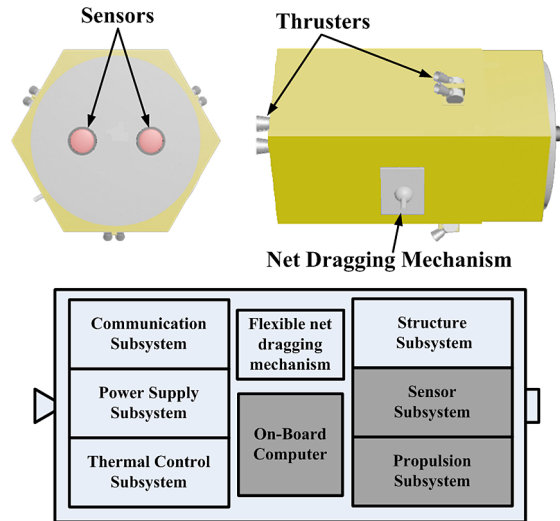 Sensors
Thrusters
Net Dragging Mechanism
Communication
Subsystem
Power Supply
Subsystem
Thermal Control
Subsystem
Flexible net
dragging
mechanism
On-Board
Computer
Structure
Subsystem
Sensor
Subsystem
Propulsion
Subsystem